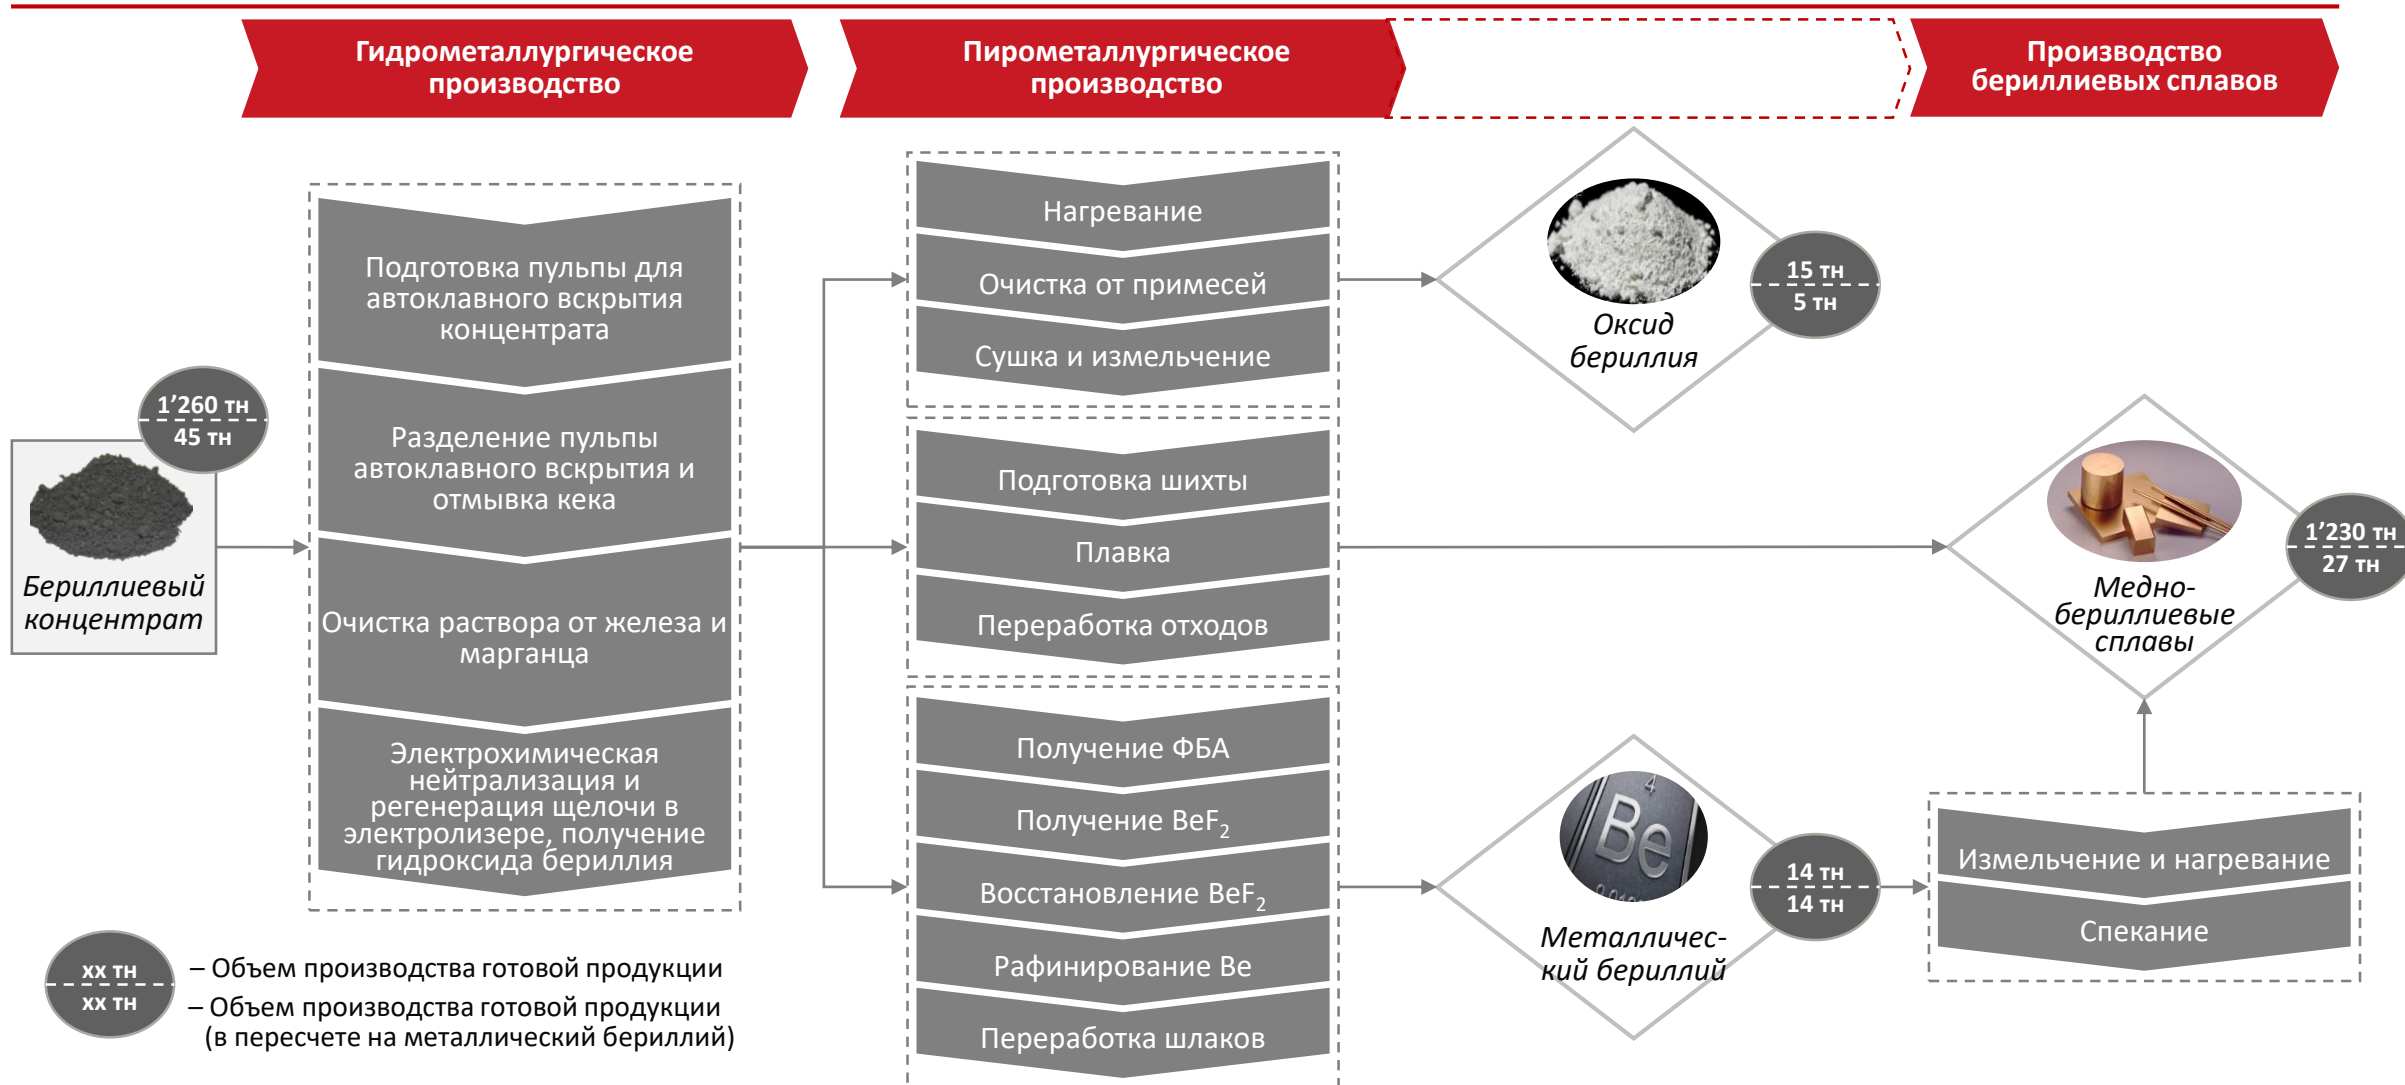 Гидрометаллургическое
производство
Пирометаллургическое
производство
Производство
бериллиевых сплавов
1’260 тн
45 тн
Бериллиевый
концентрат
Подготовка пульпы для
автоклавного вскрытия
концентрата
Разделение пульпы
автоклавного вскрытия и
отмывка кека
Очистка раствора от железа и
марганца
Электрохимическая
нейтрализация и
регенерация щелочи в
электролизере, получение
гидроксида бериллия
Нагревание
Очистка от примесей
Сушка и измельчение
Подготовка шихты
Плавка
Переработка отходов
Получение ФБА
Получение BeF₂
Восстановление BeF₂
Рафинирование Ве
Переработка шлаков
Оксид
бериллия
15 тн
5 тн
Медно-
бериллиевые
сплавы
1’230 тн
27 тн
4
Be
Металличес-
кий бериллий
14 тн
14 тн
Измельчение и нагревание
Спекание
xx тн
xx тн
– Объем производства готовой продукции
– Объем производства готовой продукции
(в пересчете на металлический бериллий)